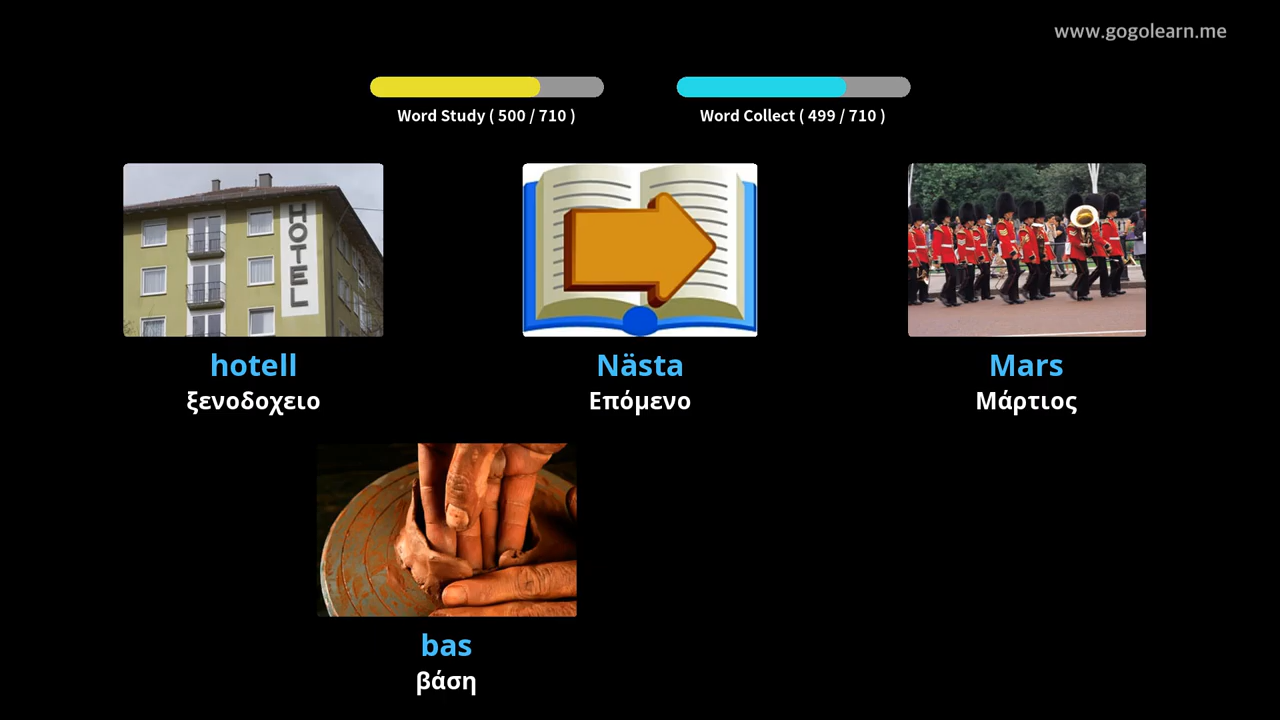 www.gogolearn.me
Word Study ( 500 / 710 )
Word Collect ( 499 / 710 )
HOTEL
hotell
Nästa
Mars
ξενοδοχειο
Επόμενο
Μάρτιος
bas
βάση